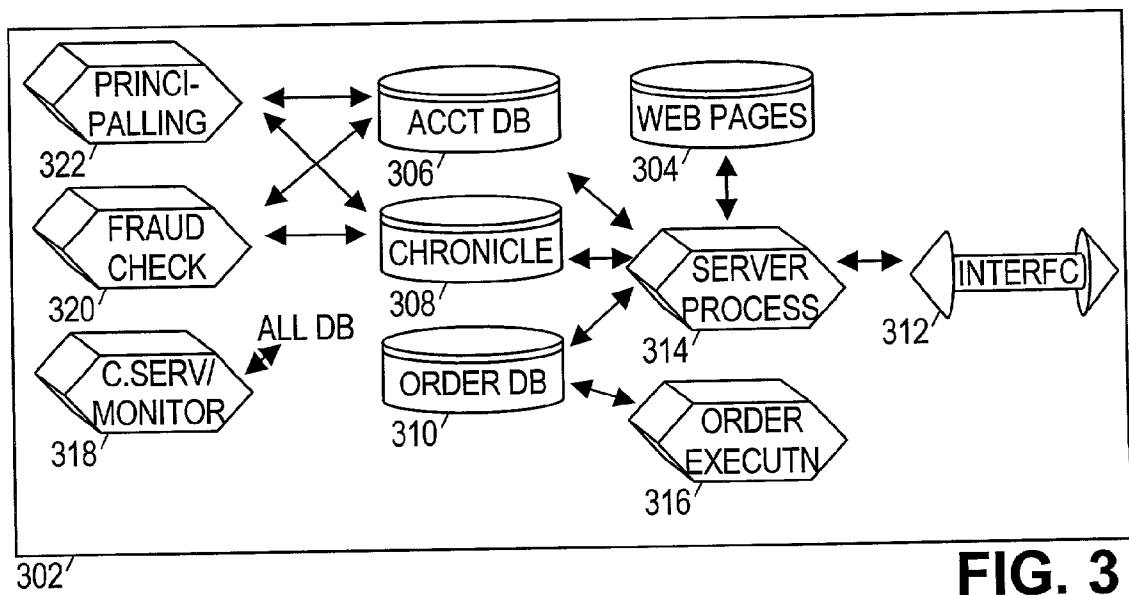 PRINCI-
PALLING
322
ACCT DB
306
WEB PAGES
304
FRAUD
CHECK
320
CHRONICLE
308
SERVER
PROCESS
314
INTERFC
312
ALL DB
C.SERV/
MONITOR
318
ORDER DB
310
ORDER
EXECUTN
316
302
FIG. 3